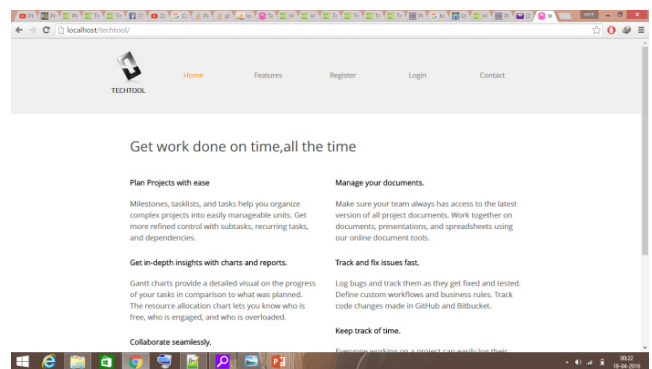 localhost/techtool/
TECHTOOL
Home
Features
Register
Login
Contact
Get work done on time,all the time
Plan Projects with ease
Milestones, tasklists, and tasks help you organize
complex projects into easily manageable units. Get
more refined control with subtasks, recurring tasks,
and dependencies.
Get in-depth insights with charts and reports.
Gantt charts provide a detailed visual on the progress
of your tasks in comparison to what was planned.
The resource allocation chart lets you know who is
free, who is engaged, and who is overloaded.
Collaborate seamlessly.
Manage your documents.
Make sure your team always has access to the latest
version of all project documents. Work together on
documents, presentations, and spreadsheets using
our online document tools.
Track and fix issues fast.
Log bugs and track them as they get fixed and tested.
Define custom workflows and business rules. Track
code changes made in GitHub and Bitbucket.
Keep track of time.
Everyone working on a project can easily log their
00:22
16-04-2016